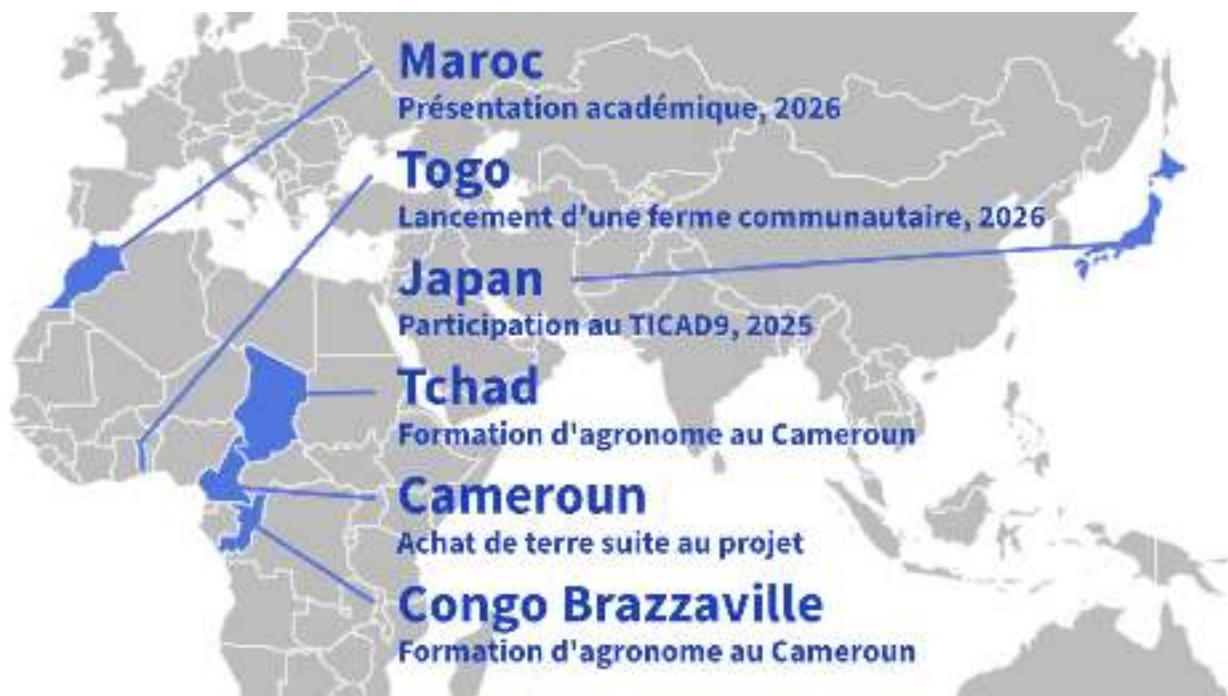 Maroc
Présentation académique, 2026
Togo
Lancement d'une ferme communautaire, 2026
Japan
Participation au TICAD9, 2025
Tchad
Formation d'agronome au Cameroun
Cameroun
Achat de terre suite au projet
Congo Brazzaville
Formation d'agronome au Cameroun